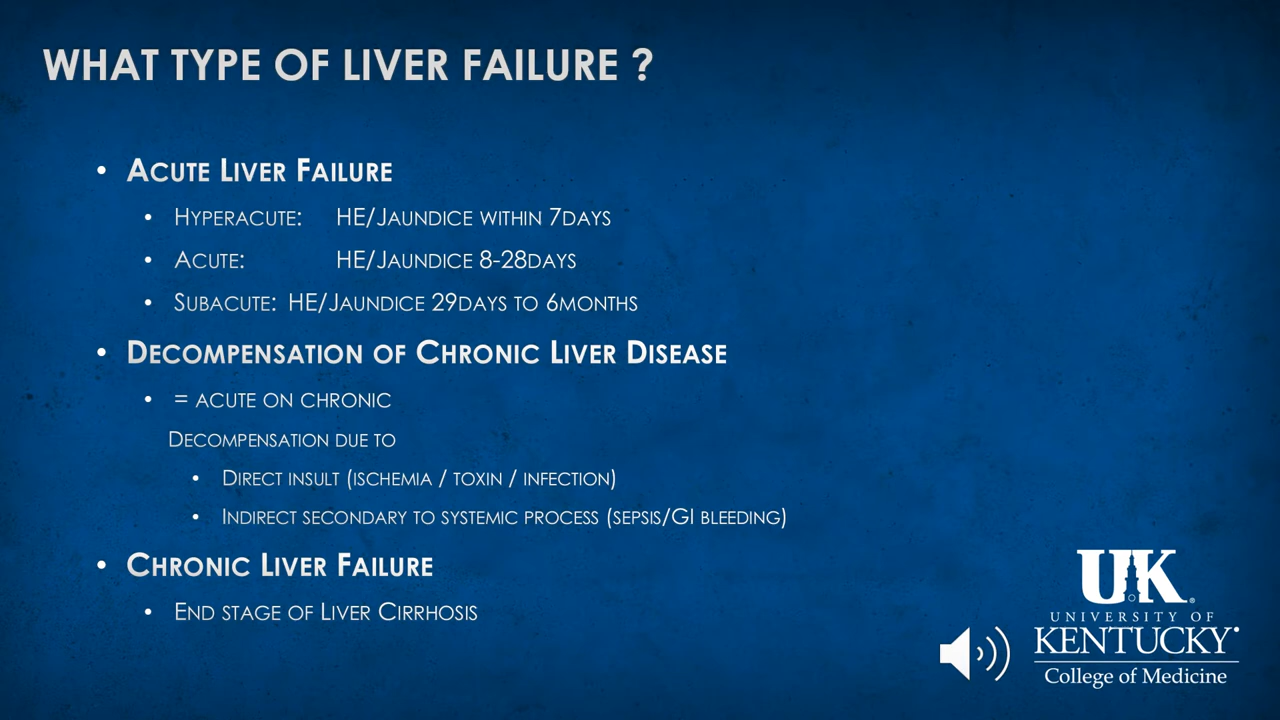 WHAT TYPE OF LIVER FAILURE ?
• ACUTE LIVER FAILURE
• HYPERACUTE: HE/JAUNDICE WITHIN 7DAYS
• ACUTE: HE/JAUNDICE 8-28DAYS
• SUBACUTE: HE/JAUNDICE 29DAYS TO 6MONTHS
• DECOMPENSATION OF CHRONIC LIVER DISEASE
• = ACUTE ON CHRONIC
DECOMPENSATION DUE TO
• DIRECT INSULT (ISCHEMIA / TOXIN / INFECTION)
• INDIRECT SECONDARY TO SYSTEMIC PROCESS (SEPSIS/GI BLEEDING)
• CHRONIC LIVER FAILURE
• END STAGE OF LIVER CIRRHOSIS
UK®
UNIVERSITY OF
KENTUCKY
College of Medicine